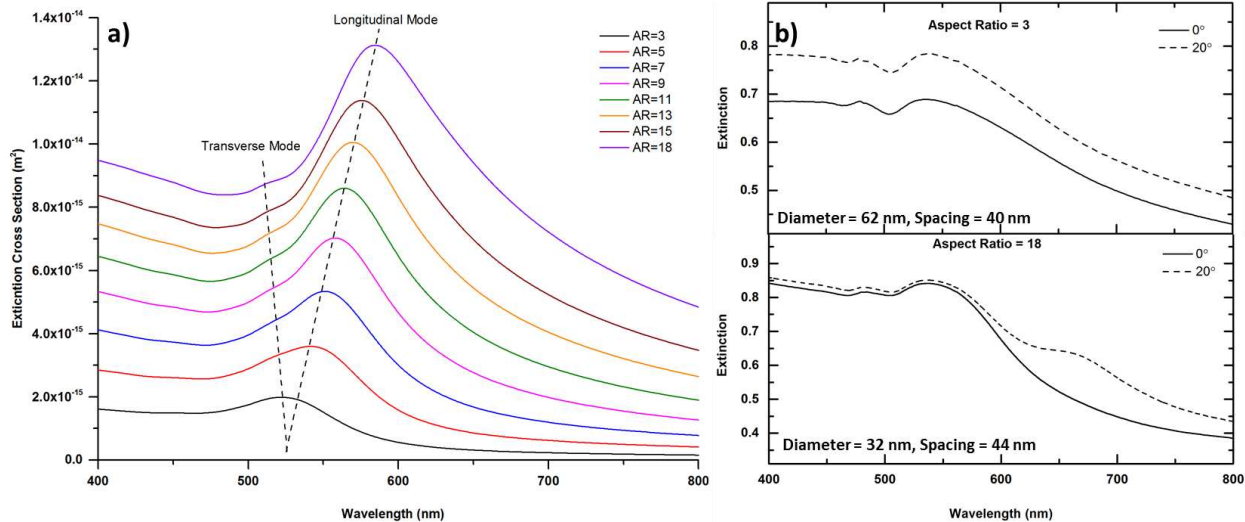 a)
Longitudinal Mode
Transverse Mode
AR=3
AR=5
AR=7
AR=9
AR=11
AR=13
AR=15
AR=18
1.4x10⁻¹⁴
1.2x10⁻¹⁴
1.0x10⁻¹⁴
8.0x10⁻¹⁵
6.0x10⁻¹⁵
4.0x10⁻¹⁵
2.0x10⁻¹⁵
0.0
Exticntion Cross Section (m²)
400 500 600 700 800
Wavelength (nm)
b)
Aspect Ratio = 3
0°
20°
0.8
0.7
0.6
0.5
Extinction
Diameter = 62 nm, Spacing = 40 nm
Aspect Ratio = 18
0°
20°
0.9
0.8
0.7
0.6
0.5
0.4
Extinction
Diameter = 32 nm, Spacing = 44 nm
400 500 600 700 800
Wavelength (nm)